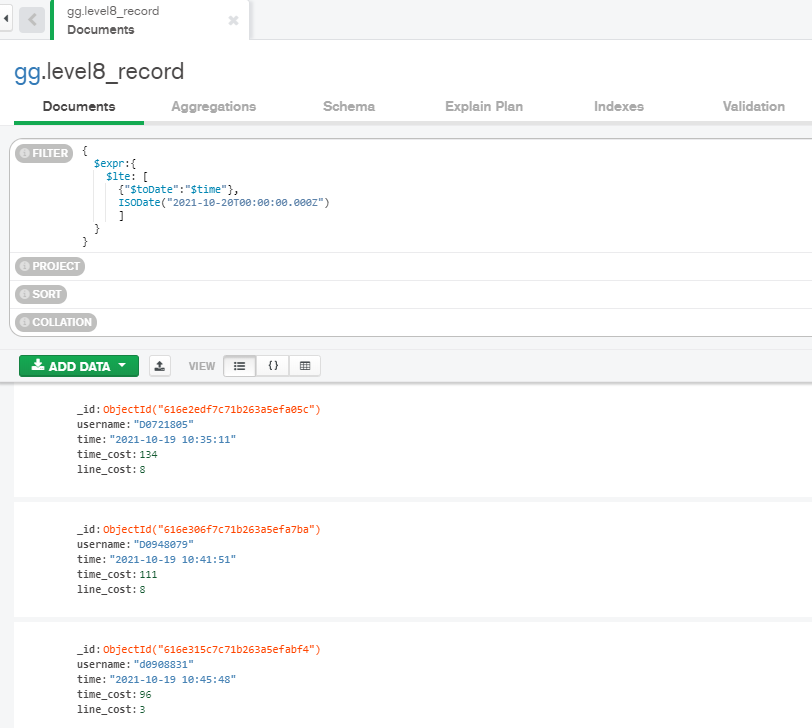 gg.level8_record
Documents
gg.level8_record
Documents Aggregations Schema Explain Plan Indexes Validation
FILTER {
$expr:{
$lte: [
{"$toDate":"$time"},
ISODate("2021-10-20T00:00:00.000Z")
]
}
}
PROJECT
SORT
COLLATION
ADD DATA VIEW {}
_id:ObjectId("616e2edf7c71b263a5efa05c")
username:"D0721805"
time:"2021-10-19 10:35:11"
time_cost:134
line_cost:8
_id:ObjectId("616e306f7c71b263a5efa7ba")
username:"D0948079"
time:"2021-10-19 10:41:51"
time_cost:111
line_cost:8
_id:ObjectId("616e315c7c71b263a5efabf4")
username:"d0908831"
time:"2021-10-19 10:45:48"
time_cost:96
line_cost:3